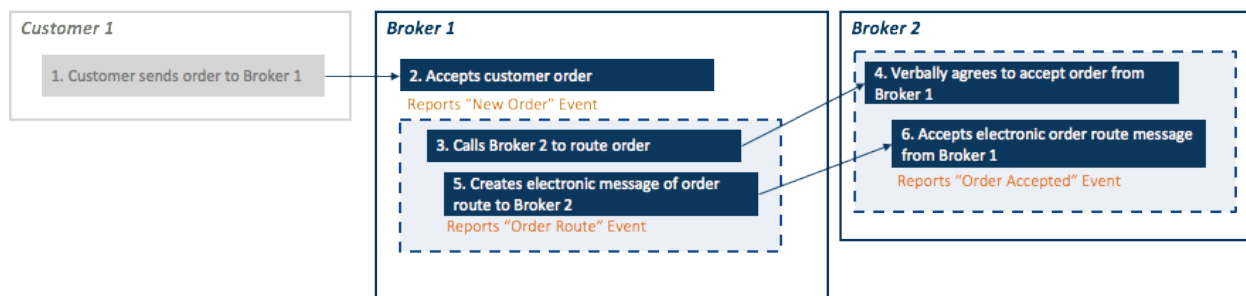 Customer 1
1. Customer sends order to Broker 1
Broker 1
2. Accepts customer order
Reports “New Order” Event
3. Calls Broker 2 to route order
5. Creates electronic message of order
route to Broker 2
Reports “Order Route” Event
Broker 2
4. Verbally agrees to accept order from
Broker 1
6. Accepts electronic order route message
from Broker 1
Reports “Order Accepted” Event